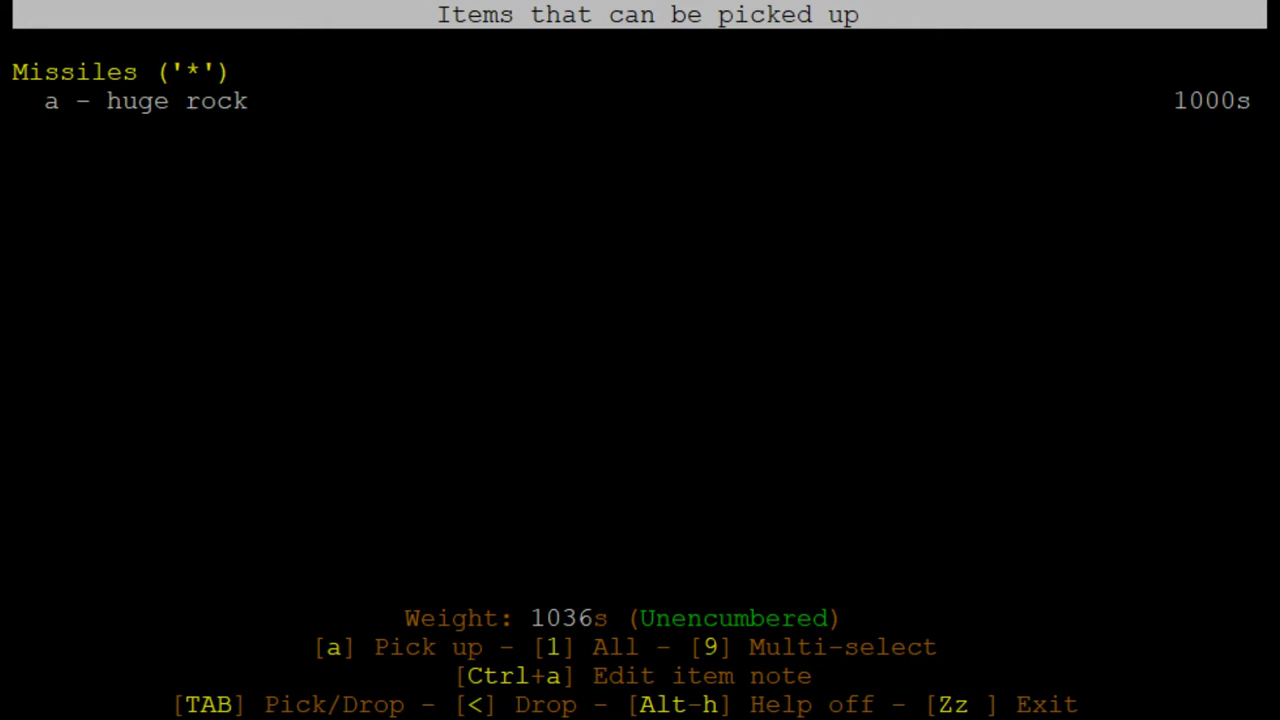 Items that can be picked up
Missiles ('*')
a - huge rock 1000s
Weight: 1036s (Unencumbered)
[a] Pick up - [1] All - [9] Multi-select
[Ctrl+a] Edit item note
[TAB] Pick/Drop - [<] Drop - [Alt-h] Help off - [Zz ] Exit